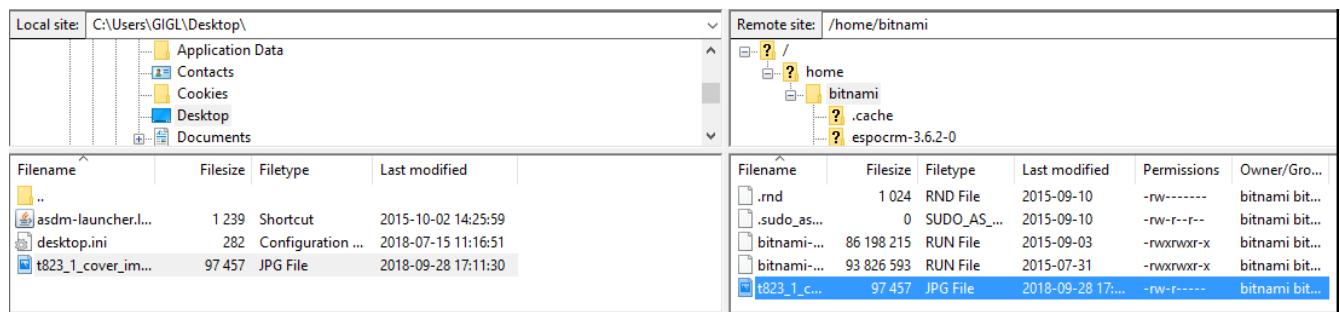 Local site: C:\Users\GIGL\Desktop\
Application Data
Contacts
Cookies
Desktop
Documents
Filename Filesize Filetype Last modified
..
asdm-launcher.l... 1 239 Shortcut 2015-10-02 14:25:59
desktop.ini 282 Configuration ... 2018-07-15 11:16:51
t823_1_cover_im... 97 457 JPG File 2018-09-28 17:11:30
Remote site: /home/bitnami
? /
? home
bitnami
? .cache
? espocrm-3.6.2-0
Filename Filesize Filetype Last modified Permissions Owner/Gro...
.rnd 1 024 RND File 2015-09-10 -rw------- bitnami bit...
.sudo_as... 0 SUDO_AS_... 2015-09-10 -rw-r--r-- bitnami bit...
bitnami-... 86 198 215 RUN File 2015-09-03 -rwxrwxr-x bitnami bit...
bitnami-... 93 826 593 RUN File 2015-07-31 -rwxrwxr-x bitnami bit...
t823_1_c... 97 457 JPG File 2018-09-28 17:... -rw-r----- bitnami bit...